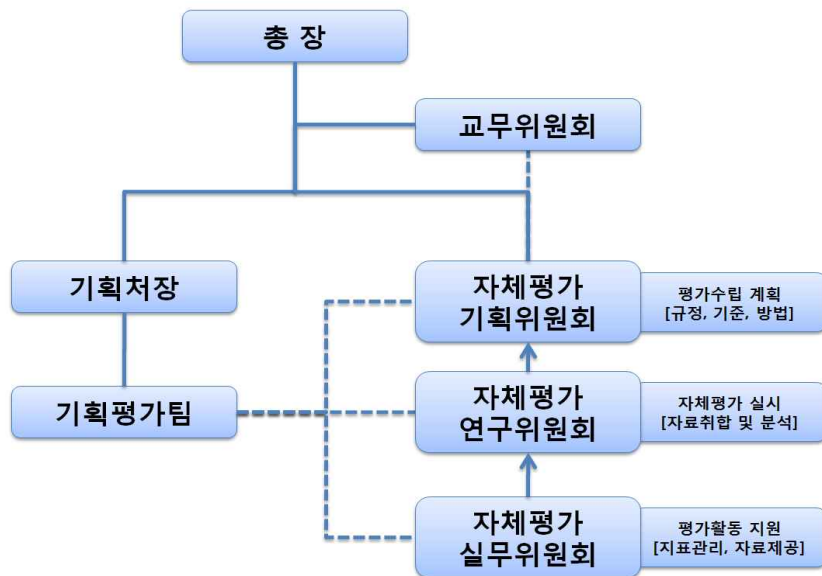 총 장
교무위원회
기획처장
자체평가
기획위원회
평가수립 계획
[규정, 기준, 방법]
기획평가팀
자체평가
연구위원회
자체평가 실시
[자료취합 및 분석]
자체평가
실무위원회
평가활동 지원
[지표관리, 자료제공]